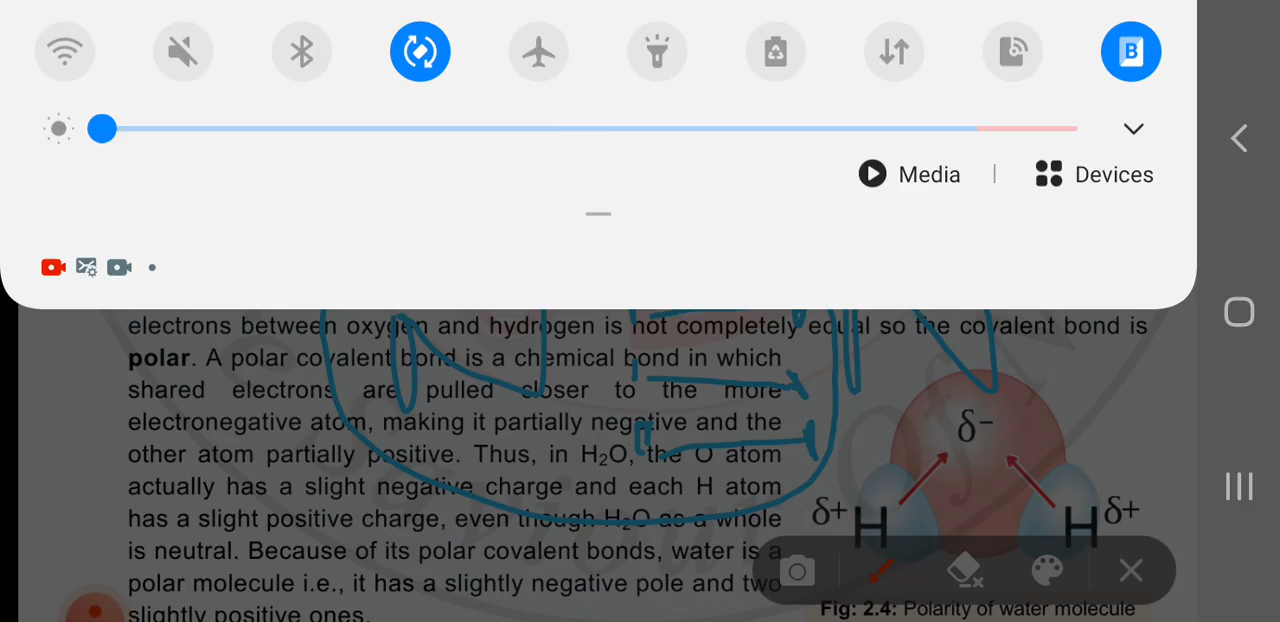 Media | Devices
electrons between oxygen and hydrogen is not completely equal so the covalent bond is
polar. A polar covalent bond is a chemical bond in which
shared electrons are pulled closer to the more
electronegative atom, making it partially negative and the
other atom partially positive. Thus, in H₂O, the O atom
actually has a slight negative charge and each H atom
has a slight positive charge, even though H₂O as a whole
is neutral. Because of its polar covalent bonds, water is a
polar molecule i.e., it has a slightly negative pole and two
slightly positive ones.
δ−
δ+ H H δ+
Fig: 2.4: Polarity of water molecule